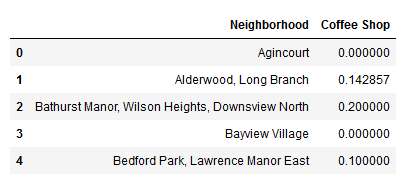 Neighborhood Coffee Shop
0 Agincourt 0.000000
1 Alderwood, Long Branch 0.142857
2 Bathurst Manor, Wilson Heights, Downsview North 0.200000
3 Bayview Village 0.000000
4 Bedford Park, Lawrence Manor East 0.100000